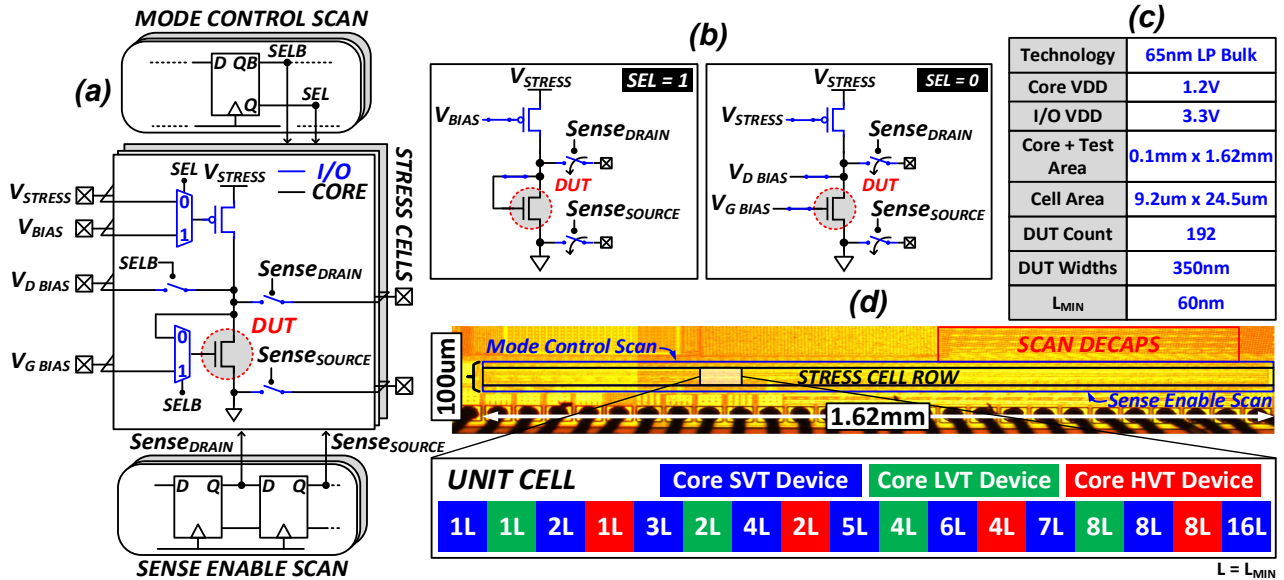 MODE CONTROL SCAN
SELB
D QB
Q
SEL
(a)
SEL
V_STRESS
I/O
CORE
V_STRESS
0
V_BIAS
1
SELB
V_D BIAS
Sense_DRAIN
0
DUT
V_G BIAS
1
Sense_SOURCE
SELB
STRESS CELLS
Sense_DRAIN
Sense_SOURCE
D Q
D Q
SENSE ENABLE SCAN
(b)
V_STRESS
SEL = 1
V_BIAS
Sense_DRAIN
DUT
Sense_SOURCE
V_STRESS
SEL = 0
V_STRESS
Sense_DRAIN
V_D BIAS
DUT
V_G BIAS
Sense_SOURCE
(c)
Technology 65nm LP Bulk
Core VDD 1.2V
I/O VDD 3.3V
Core + Test
Area
0.1mm x 1.62mm
Cell Area 9.2um x 24.5um
DUT Count 192
DUT Widths 350nm
L_MIN 60nm
(d)
Mode Control Scan
SCAN DECAPS
100um
STRESS CELL ROW
Sense Enable Scan
1.62mm
UNIT CELL
Core SVT Device
Core LVT Device
Core HVT Device
1L 1L 2L 1L 3L 2L 4L 2L 5L 4L 6L 4L 7L 8L 8L 8L 16L
L = L_MIN